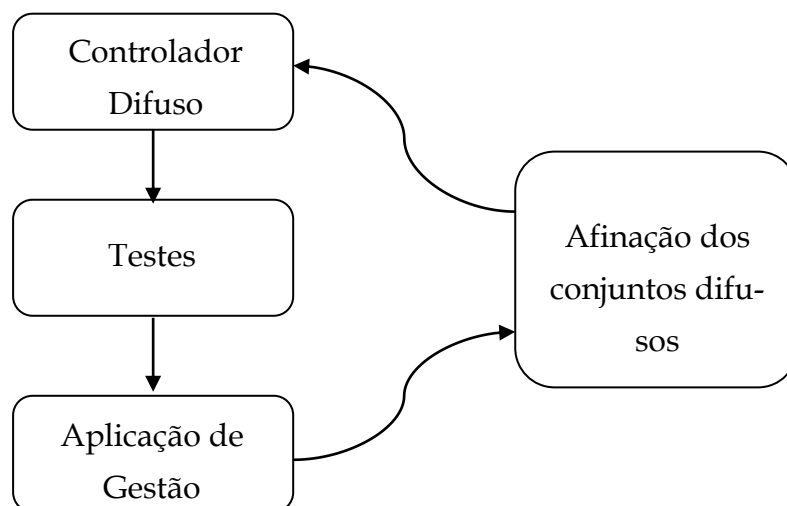 Controlador
Difuso
Testes
Aplicação de
Gestão
Afinação dos
conjuntos difu-
sos